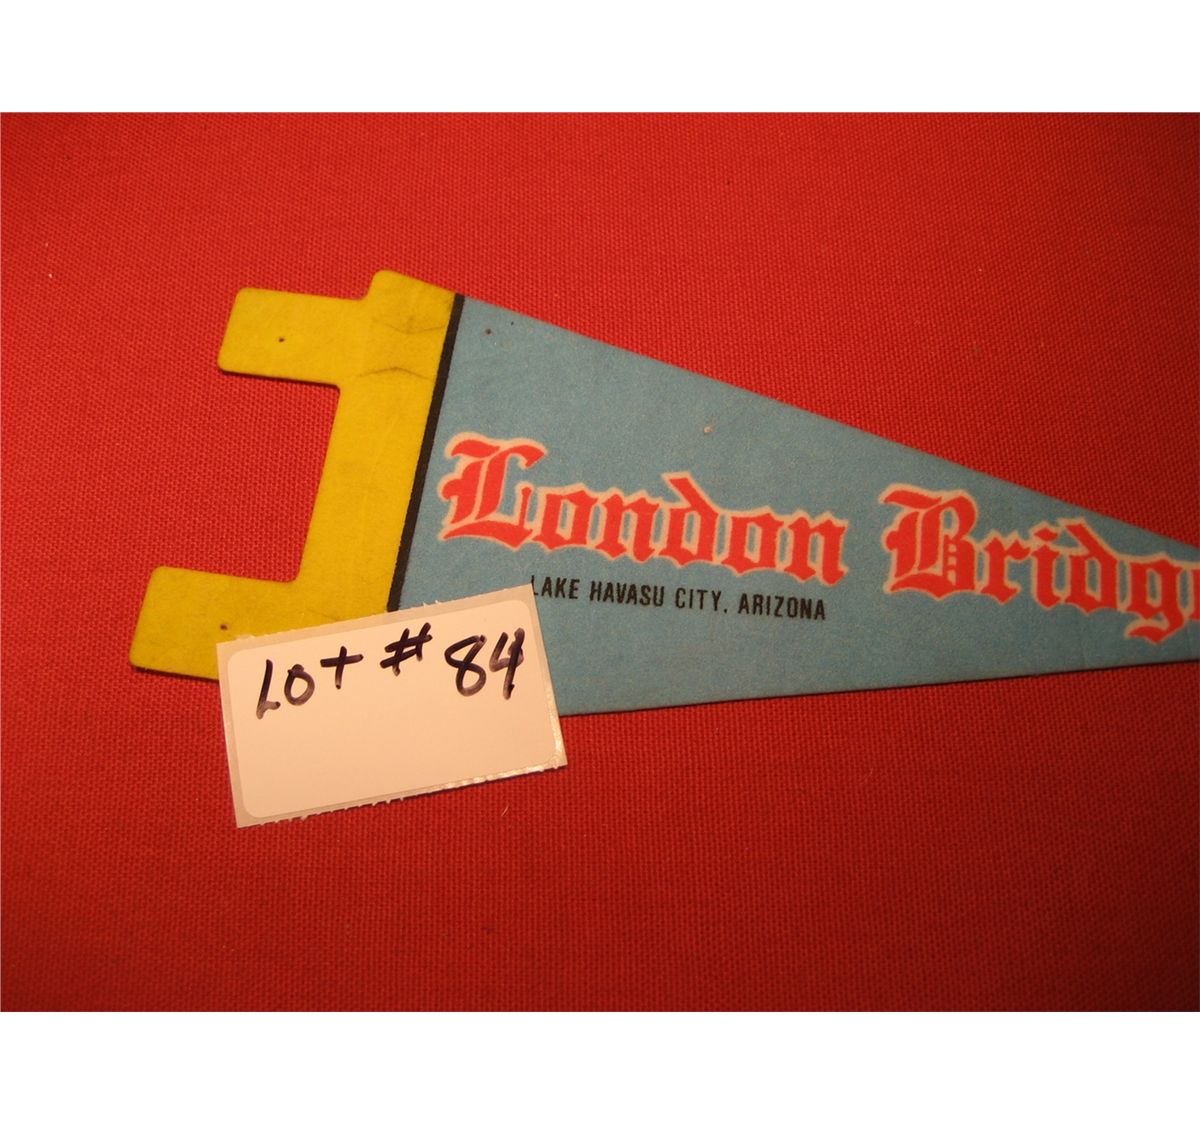 London Bridg
LAKE HAVASU CITY, ARIZONA
LOT # 84